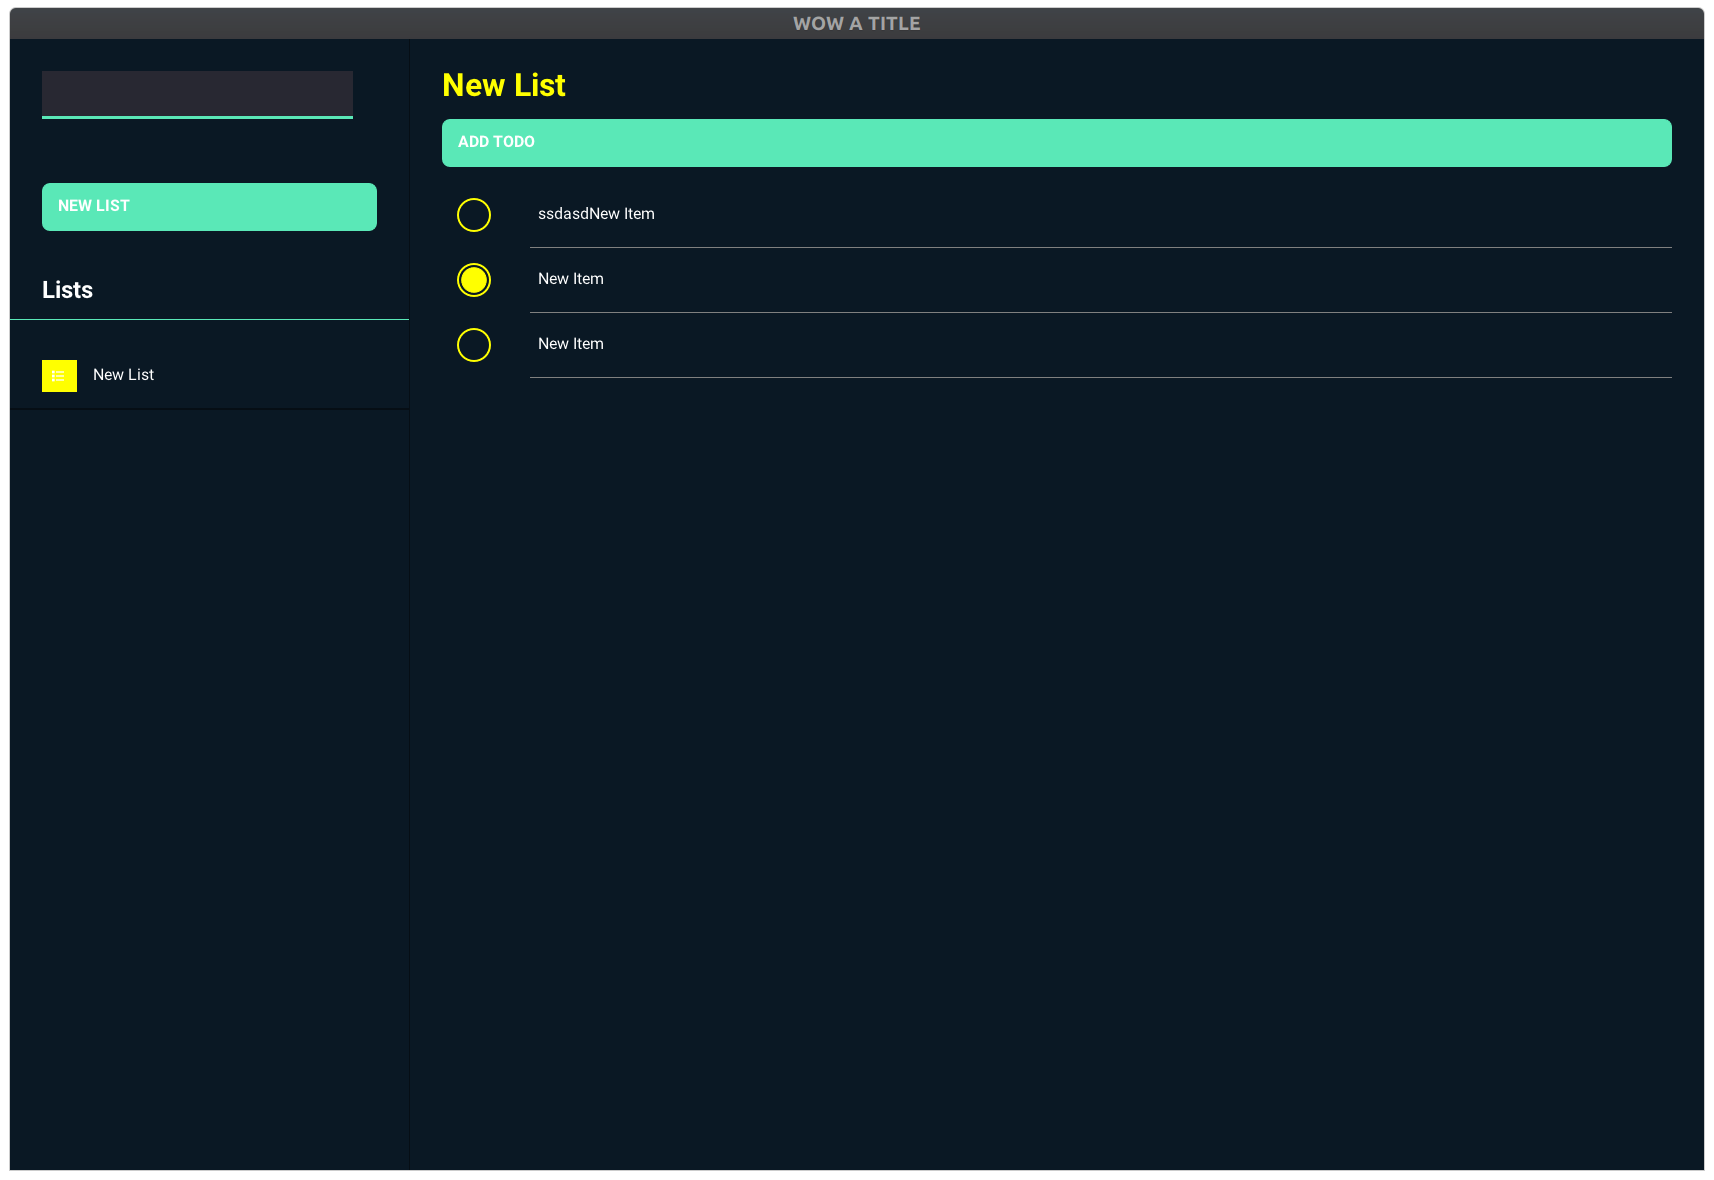 WOW A TITLE
NEW LIST
Lists
New List
New List
ADD TODO
ssdasdNew Item
New Item
New Item